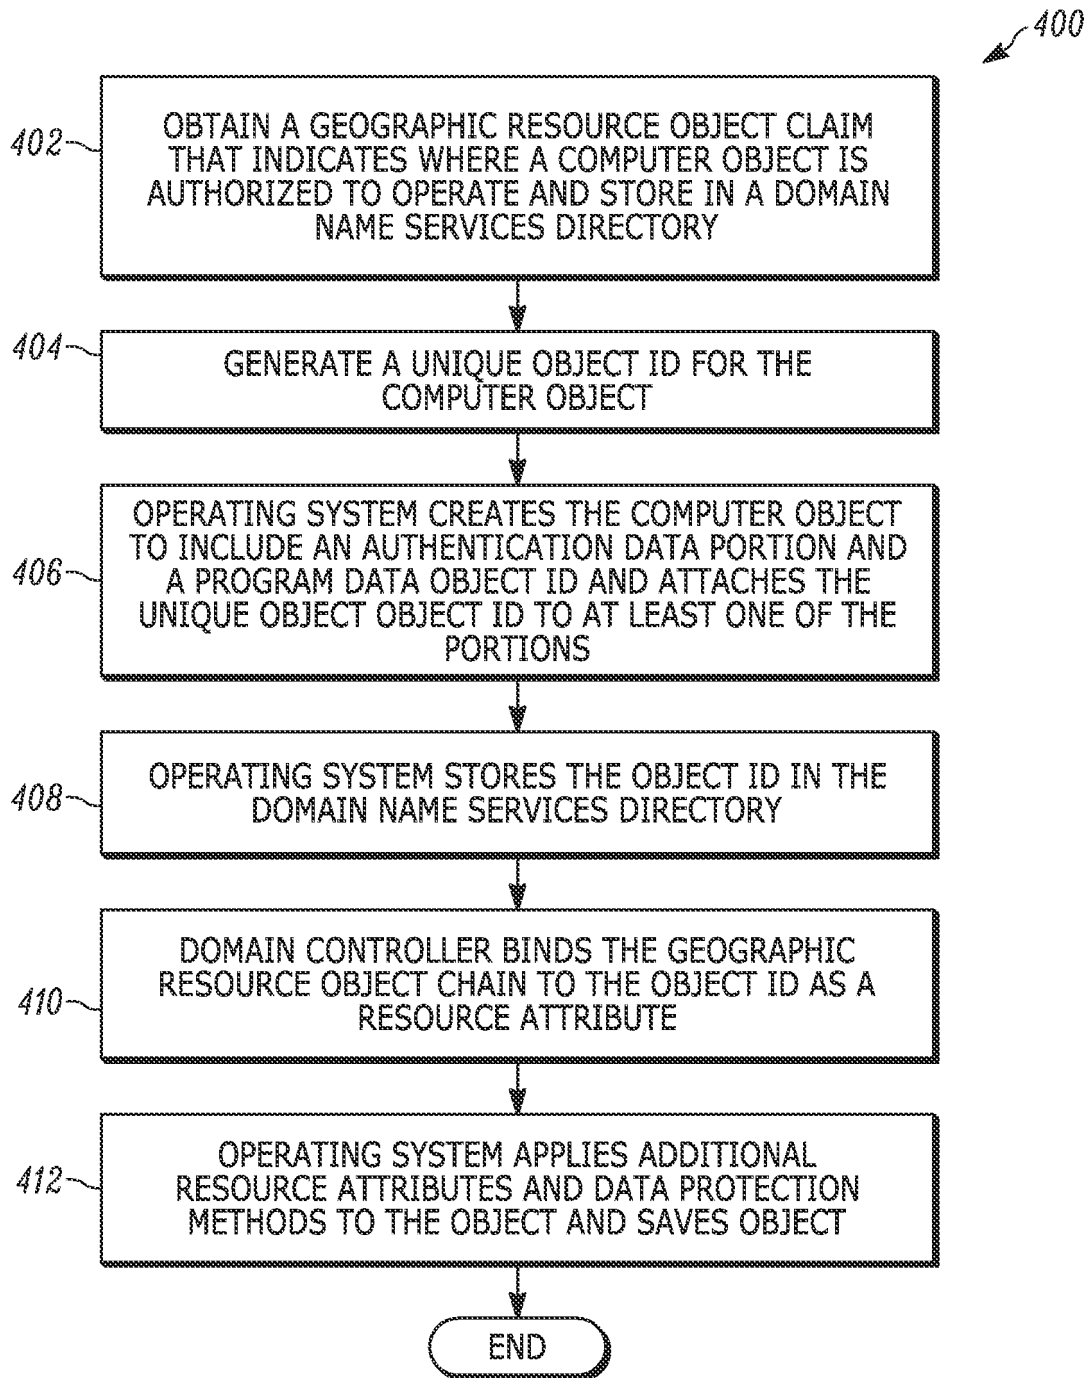 400
402
OBTAIN A GEOGRAPHIC RESOURCE OBJECT CLAIM
THAT INDICATES WHERE A COMPUTER OBJECT IS
AUTHORIZED TO OPERATE AND STORE IN A DOMAIN
NAME SERVICES DIRECTORY
404
GENERATE A UNIQUE OBJECT ID FOR THE
COMPUTER OBJECT
406
OPERATING SYSTEM CREATES THE COMPUTER OBJECT
TO INCLUDE AN AUTHENTICATION DATA PORTION AND
A PROGRAM DATA OBJECT ID AND ATTACHES THE
UNIQUE OBJECT OBJECT ID TO AT LEAST ONE OF THE
PORTIONS
408
OPERATING SYSTEM STORES THE OBJECT ID IN THE
DOMAIN NAME SERVICES DIRECTORY
410
DOMAIN CONTROLLER BINDS THE GEOGRAPHIC
RESOURCE OBJECT CHAIN TO THE OBJECT ID AS A
RESOURCE ATTRIBUTE
412
OPERATING SYSTEM APPLIES ADDITIONAL
RESOURCE ATTRIBUTES AND DATA PROTECTION
METHODS TO THE OBJECT AND SAVES OBJECT
END